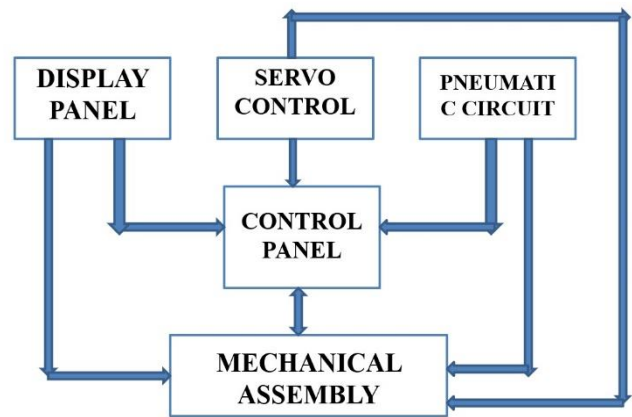 DISPLAY
PANEL
SERVO
CONTROL
PNEUMATI
C CIRCUIT
CONTROL
PANEL
MECHANICAL
ASSEMBLY